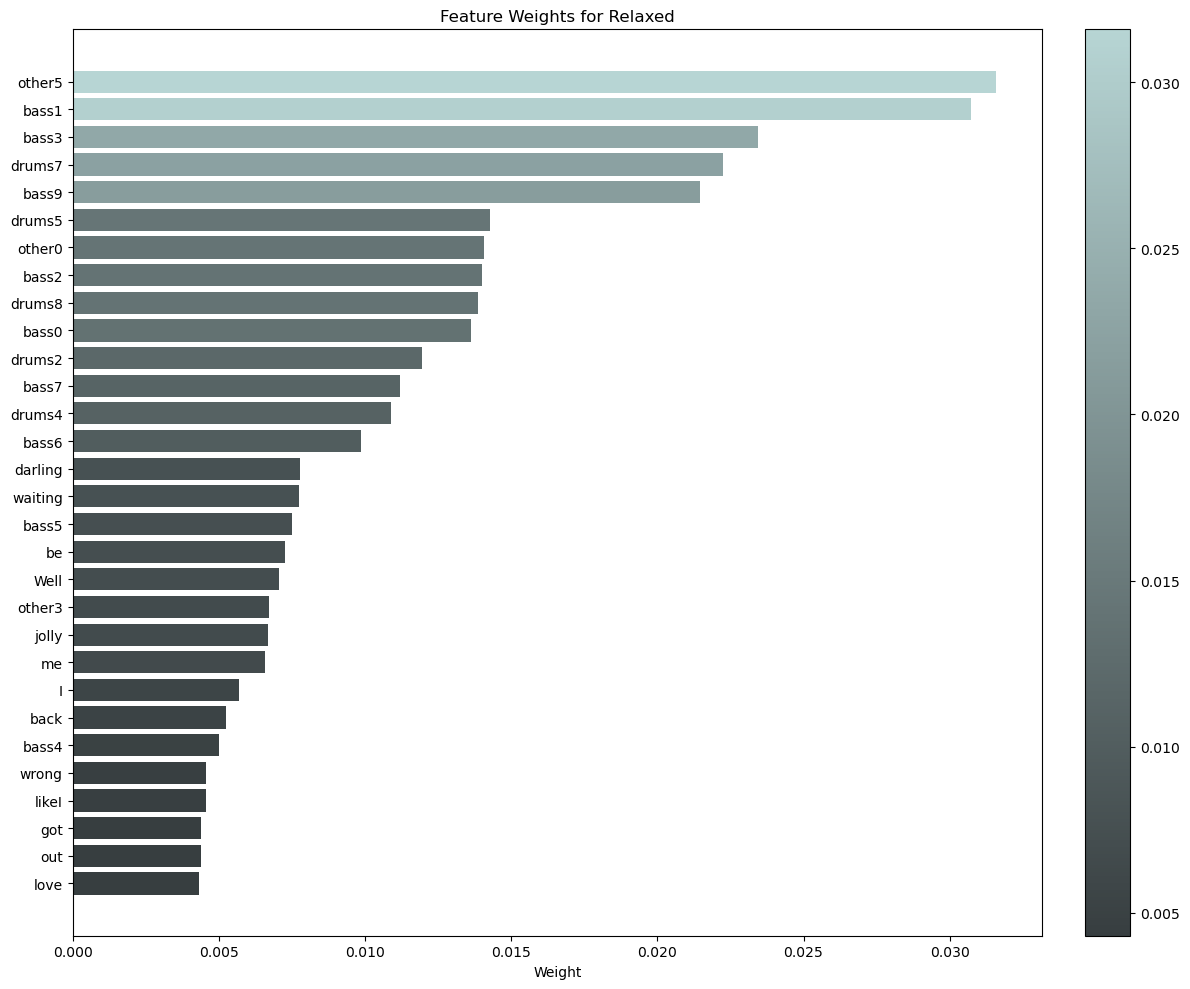 Feature Weights for Relaxed
other5
bass1
bass3
drums7
bass9
drums5
other0
bass2
drums8
bass0
drums2
bass7
drums4
bass6
darling
waiting
bass5
be
Well
other3
jolly
me
I
back
bass4
wrong
likeI
got
out
love
0.000 0.005 0.010 0.015 0.020 0.025 0.030
Weight
0.030
0.025
0.020
0.015
0.010
0.005